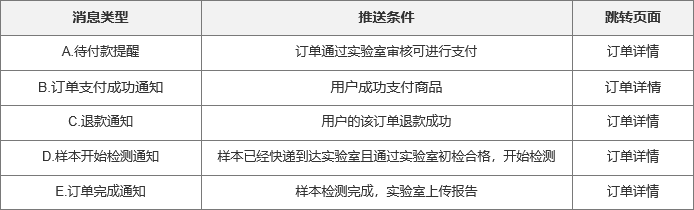 消息类型 推送条件 跳转页面
A.待付款提醒 订单通过实验室审核可进行支付 订单详情
B.订单支付成功通知 用户成功支付商品 订单详情
C.退款通知 用户的该订单退款成功 订单详情
D.样本开始检测通知 样本已经快递到达实验室且通过实验室初检合格，开始检测 订单详情
E.订单完成通知 样本检测完成，实验室上传报告 订单详情